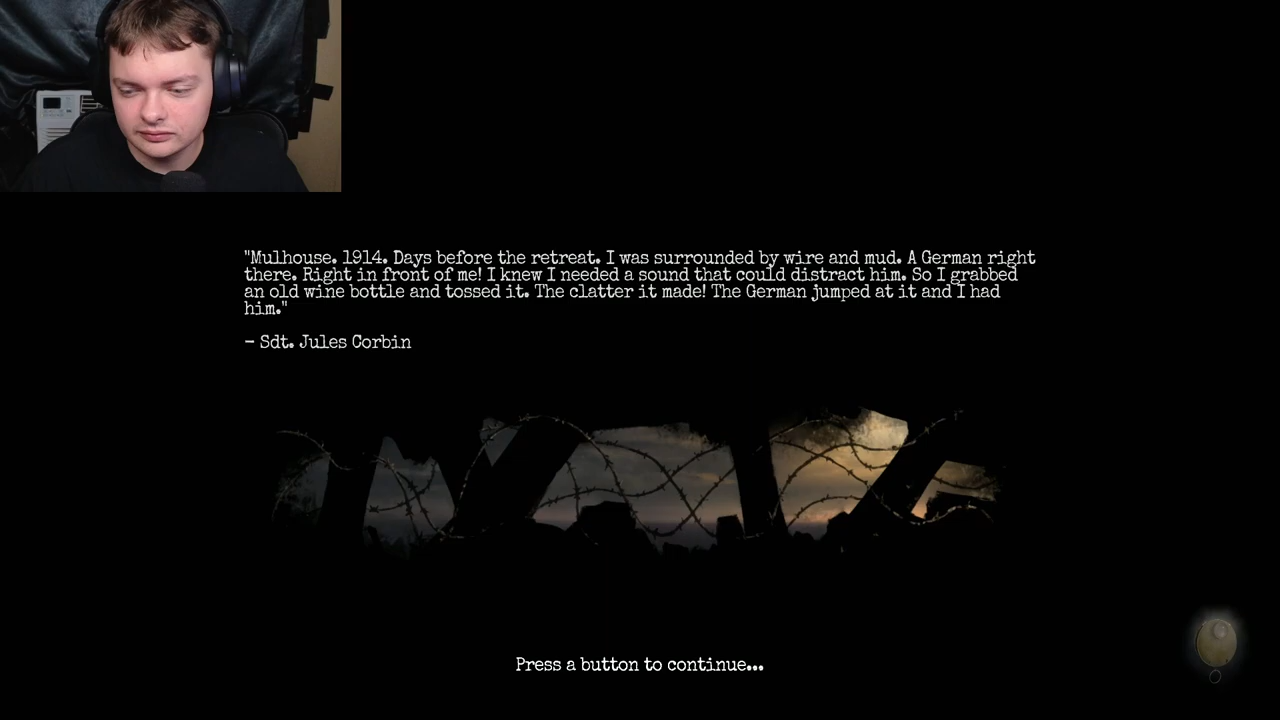 "Mulhouse. 1914. Days before the retreat. I was surrounded by wire and mud. A German right
there. Right in front of me! I knew I needed a sound that could distract him. So I grabbed
an old wine bottle and tossed it. The clatter it made! The German jumped at it and I had
him."
- Sdt. Jules Corbin
Press a button to continue...